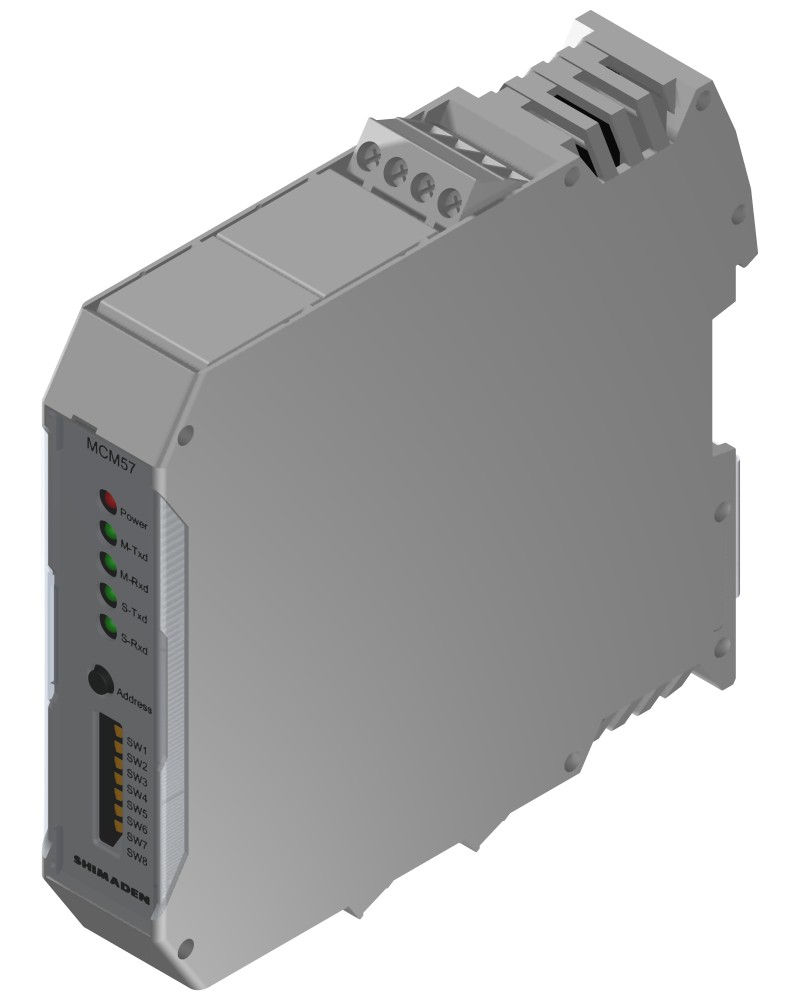 MCM57
Power
M-Txd
M-Rxd
S-Txd
S-Rxd
Address
SW1
SW2
SW3
SW4
SW5
SW6
SW7
SW8
SHIMADEN